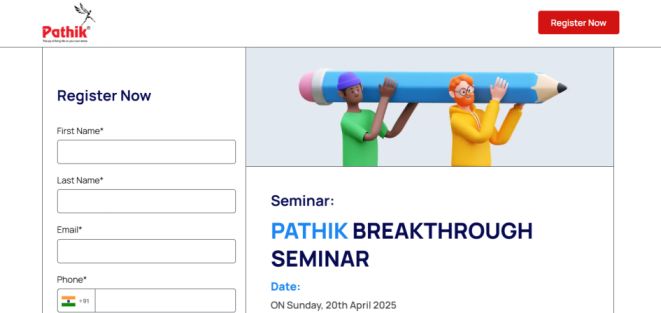 Pathik®
Register Now
Register Now
First Name*
Last Name*
Email*
Phone*
+91
Seminar:
PATHIK BREAKTHROUGH
SEMINAR
Date:
ON Sunday, 20th April 2025